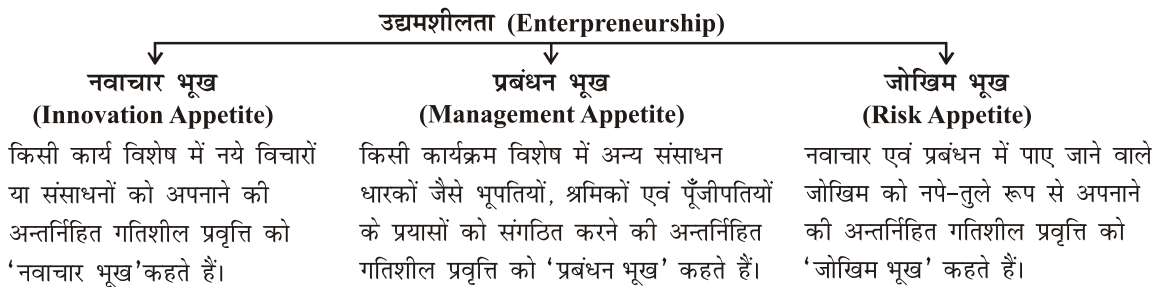 उद्यमशीलता (Enterpreneurship)
नवाचार भूख
(Innovation Appetite)
किसी कार्य विशेष में नये विचारों
या संसाधनों को अपनाने की
अन्तर्निहित गतिशील प्रवृत्ति को
‘नवाचार भूख’कहते हैं।
प्रबंधन भूख
(Management Appetite)
किसी कार्यक्रम विशेष में अन्य संसाधन
धारकों जैसे भूपतियों, श्रमिकों एवं पूँजीपतियों
के प्रयासों को संगठित करने की अन्तर्निहित
गतिशील प्रवृत्ति को ‘प्रबंधन भूख’ कहते हैं।
जोखिम भूख
(Risk Appetite)
नवाचार एवं प्रबंधन में पाए जाने वाले
जोखिम को नपे-तुले रूप से अपनाने
की अन्तर्निहित गतिशील प्रवृत्ति को
‘जोखिम भूख’ कहते हैं।